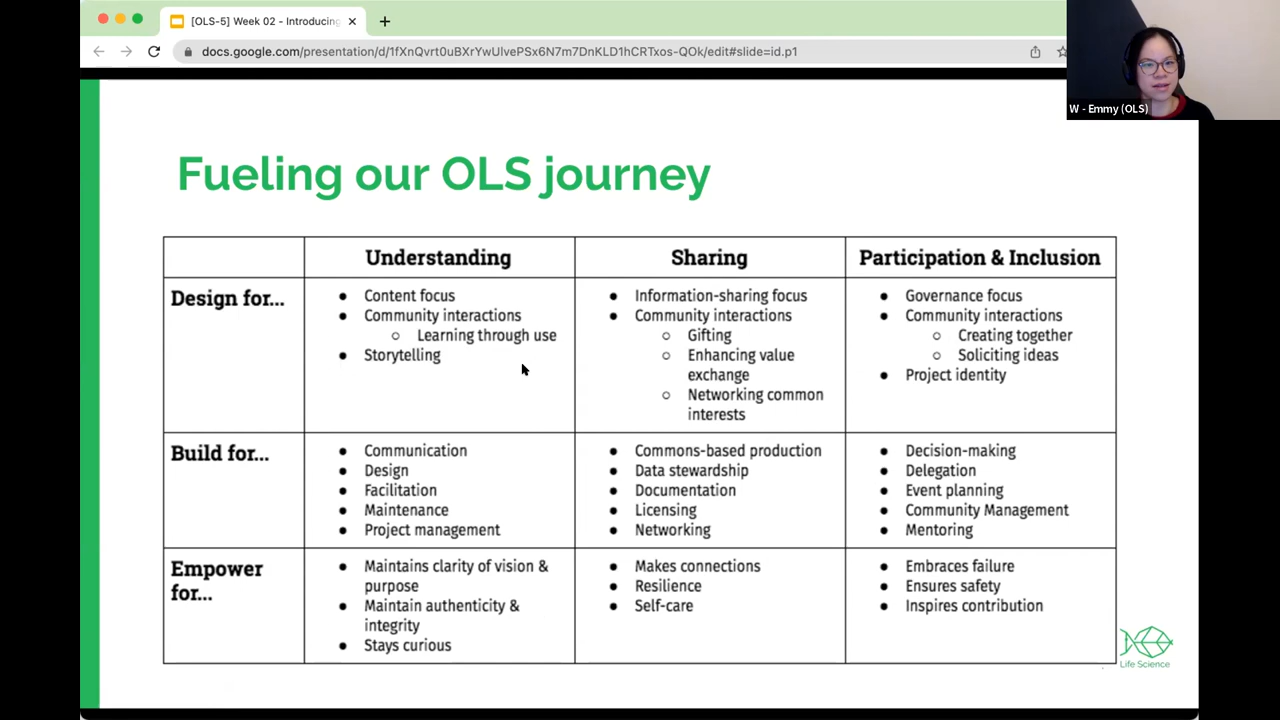 [OLS-5] Week 02 - Introducing
docs.google.com/presentation/d/1fXnQvrt0uBXrYwUlvePSx6N7m7DnKLD1hCRTxos-QOk/edit#slide=id.p1
W - Emmy (OLS)
Fueling our OLS journey
Understanding
Sharing
Participation & Inclusion
Design for...
Content focus
Community interactions
Learning through use
Storytelling
Information-sharing focus
Community interactions
Gifting
Enhancing value
exchange
Networking common
interests
Governance focus
Community interactions
Creating together
Soliciting ideas
Project identity
Build for...
Communication
Design
Facilitation
Maintenance
Project management
Commons-based production
Data stewardship
Documentation
Licensing
Networking
Decision-making
Delegation
Event planning
Community Management
Mentoring
Empower
for...
Maintains clarity of vision &
purpose
Maintain authenticity &
integrity
Stays curious
Makes connections
Resilience
Self-care
Embraces failure
Ensures safety
Inspires contribution
Life Science